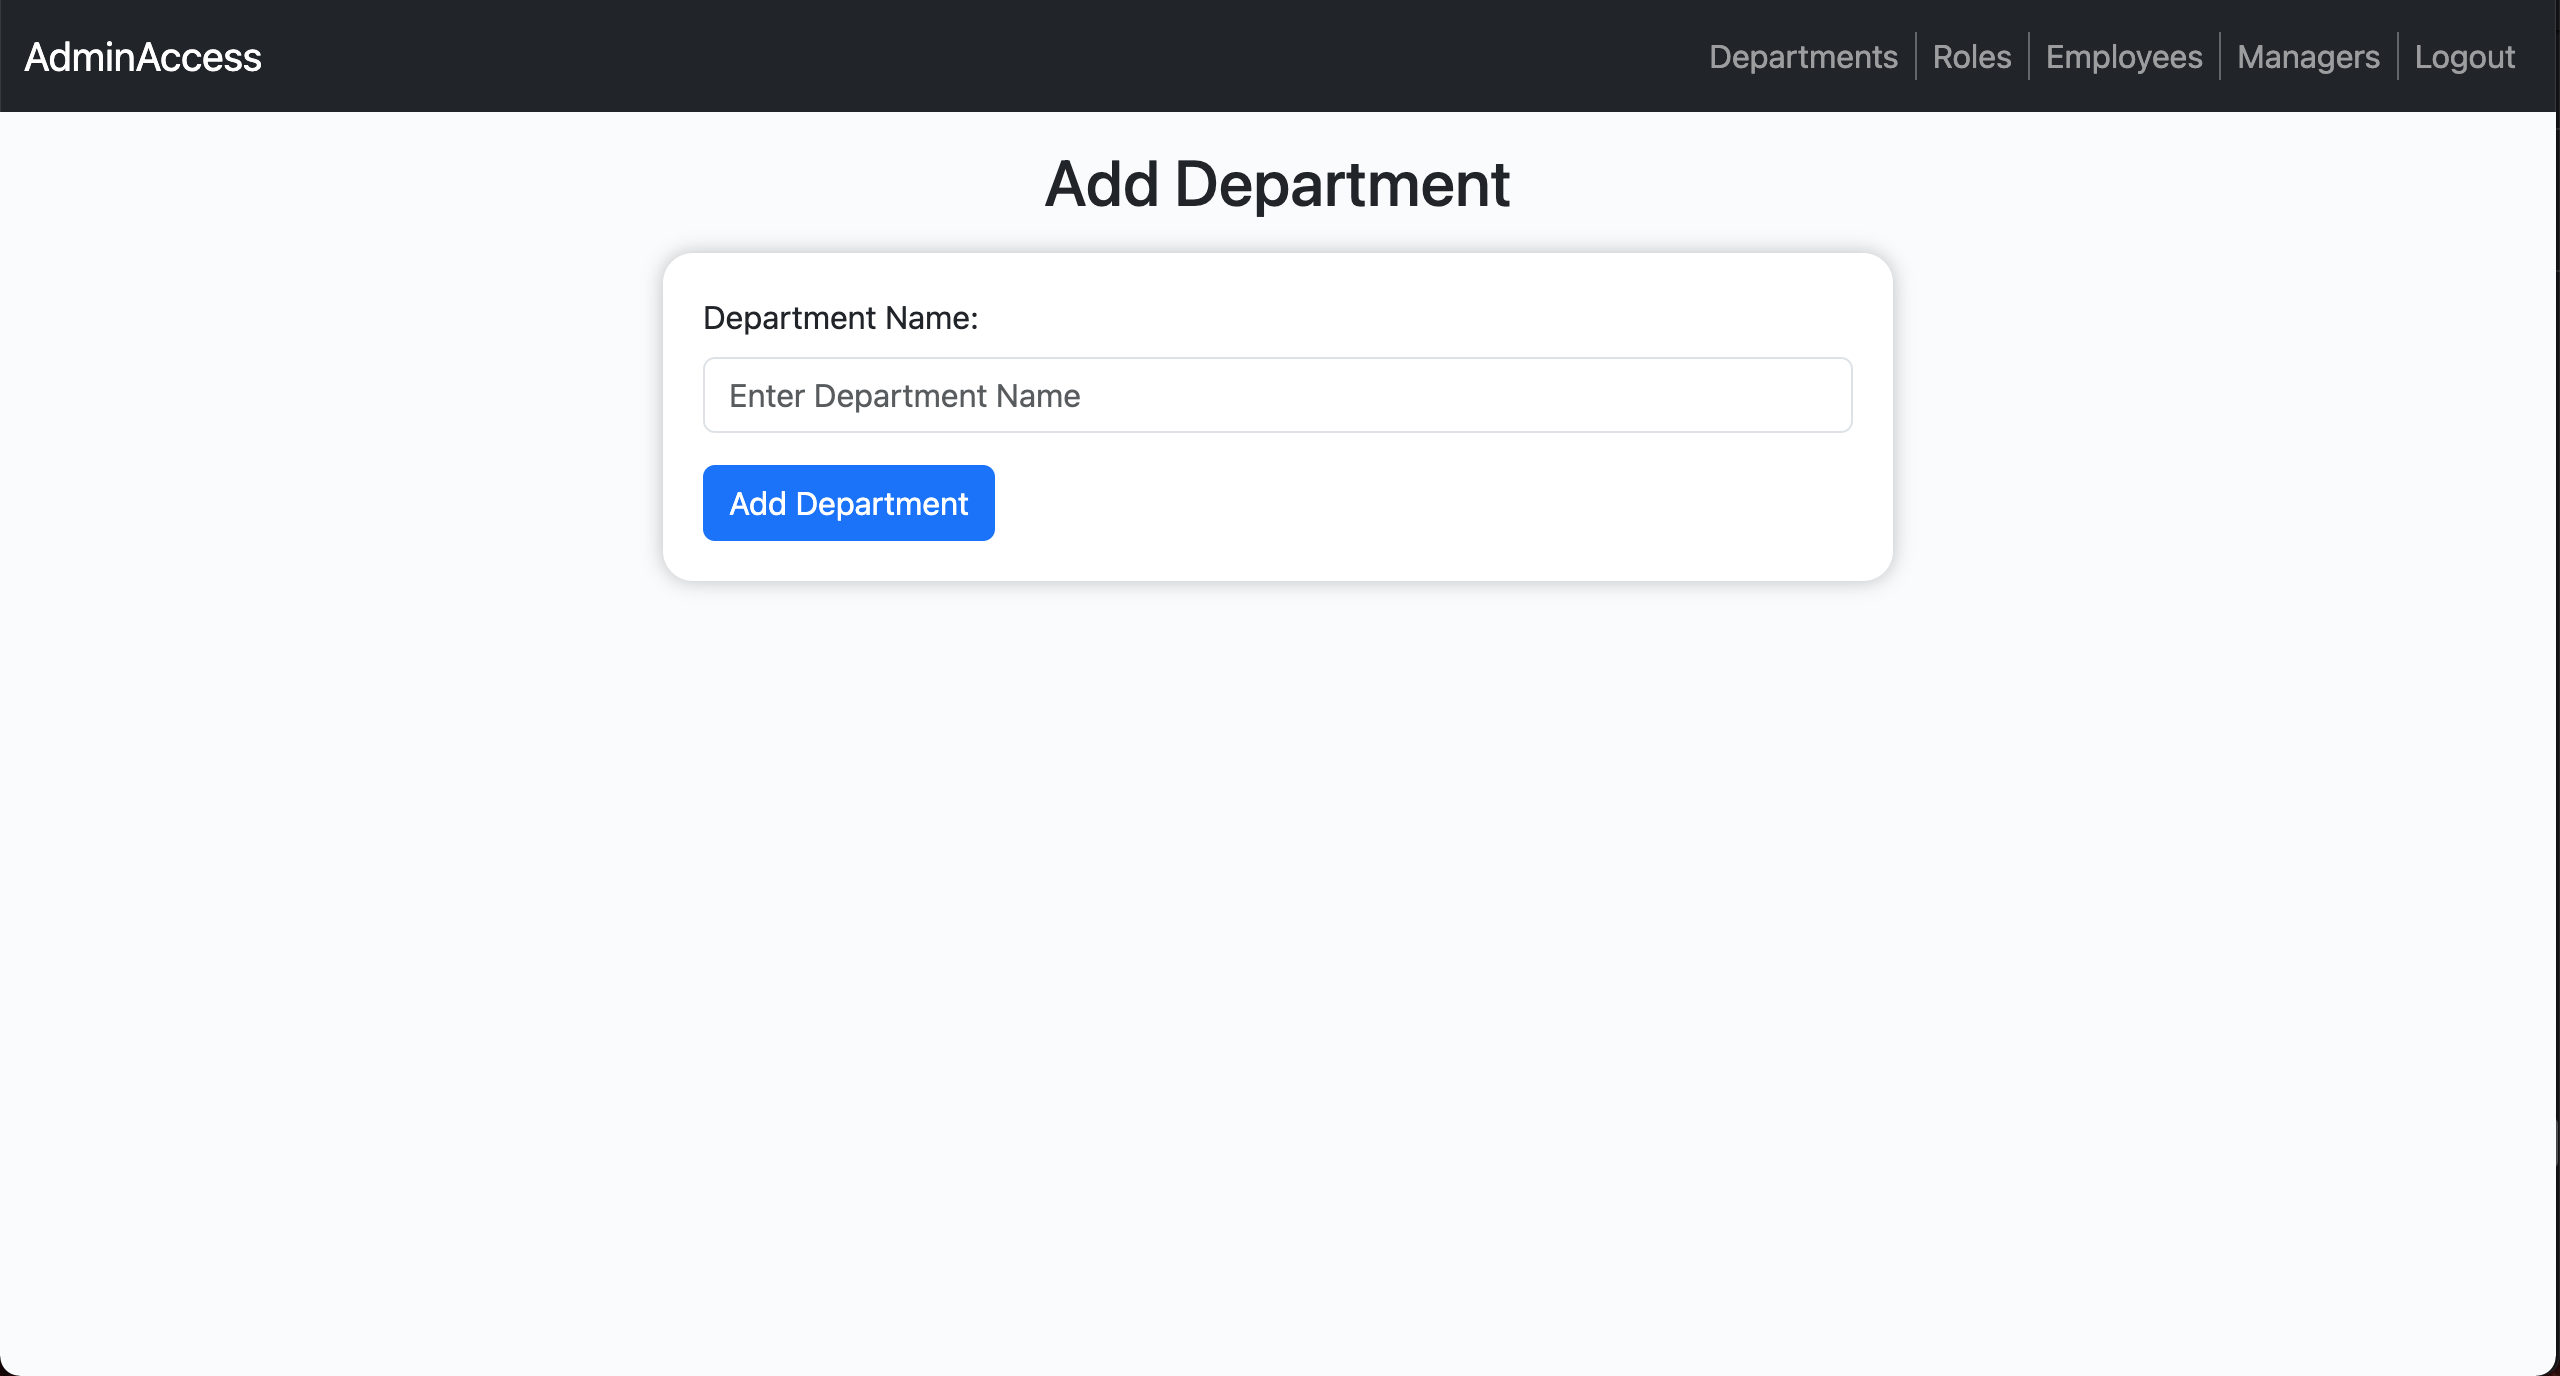 AdminAccess Departments Roles Employees Managers Logout
Add Department
Department Name:
Enter Department Name
Add Department